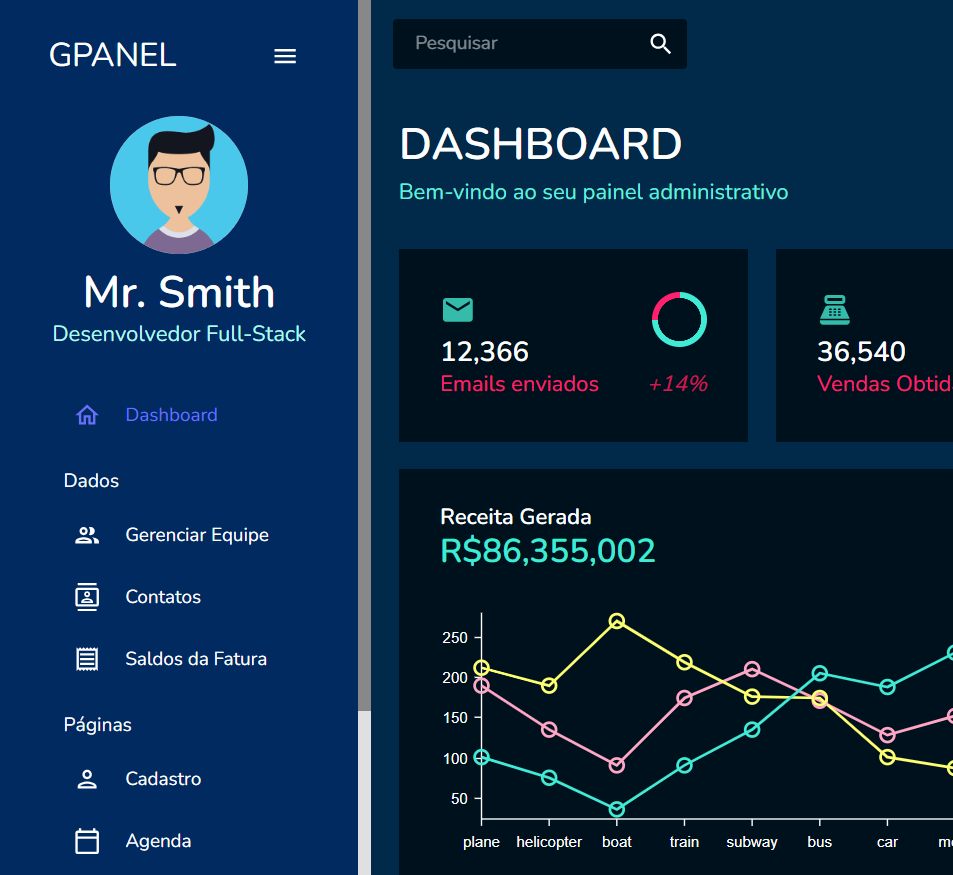 GPANEL
Mr. Smith
Desenvolvedor Full-Stack
Dashboard
Dados
Gerenciar Equipe
Contatos
Saldos da Fatura
Páginas
Cadastro
Agenda
Pesquisar
DASHBOARD
Bem-vindo ao seu painel administrativo
12,366
Emails enviados +14%
36,540
Vendas Obtid
Receita Gerada
R$86,355,002
250
200
150
100
50
plane helicopter boat train subway bus car